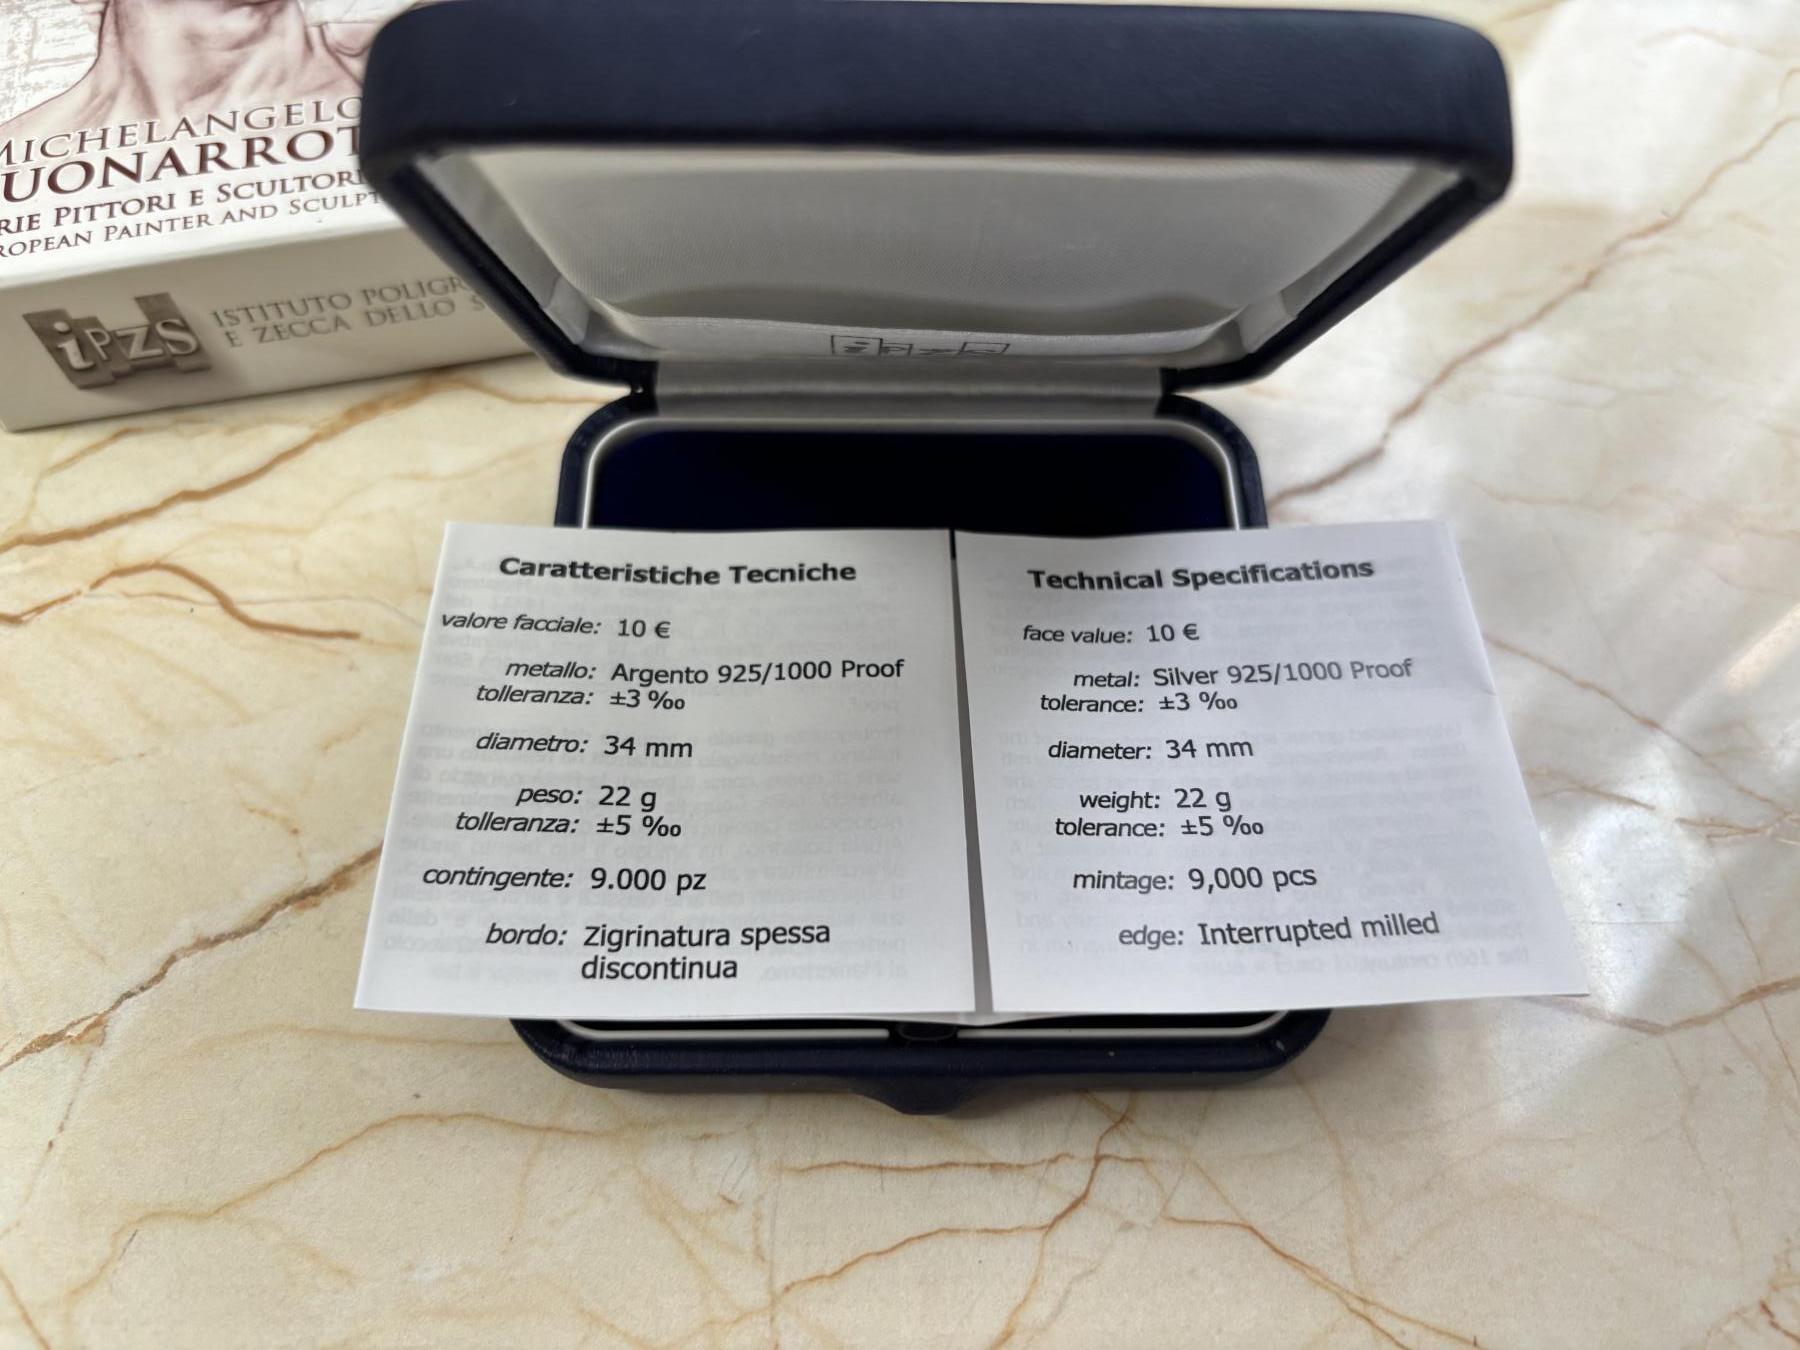 MICHELANGELO
UONARROT
RIE PITTORI E SCULTORI
ROPEAN PAINTER AND SCULPT
iPZS
ISTITUTO POLIGR
E ZECCA DELLO S
iPZS
Caratteristiche Tecniche
valore facciale: 10 €
metallo: Argento 925/1000 Proof
tolleranza: ±3 ‰
diametro: 34 mm
peso: 22 g
tolleranza: ±5 ‰
contingente: 9.000 pz
bordo: Zigrinatura spessa
discontinua
Technical Specifications
face value: 10 €
metal: Silver 925/1000 Proof
tolerance: ±3 ‰
diameter: 34 mm
weight: 22 g
tolerance: ±5 ‰
mintage: 9,000 pcs
edge: Interrupted milled